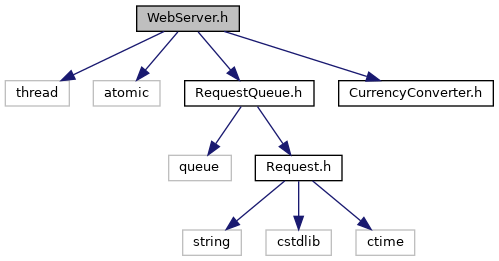 WebServer.h
thread
atomic
RequestQueue.h
CurrencyConverter.h
queue
Request.h
string
cstdlib
ctime